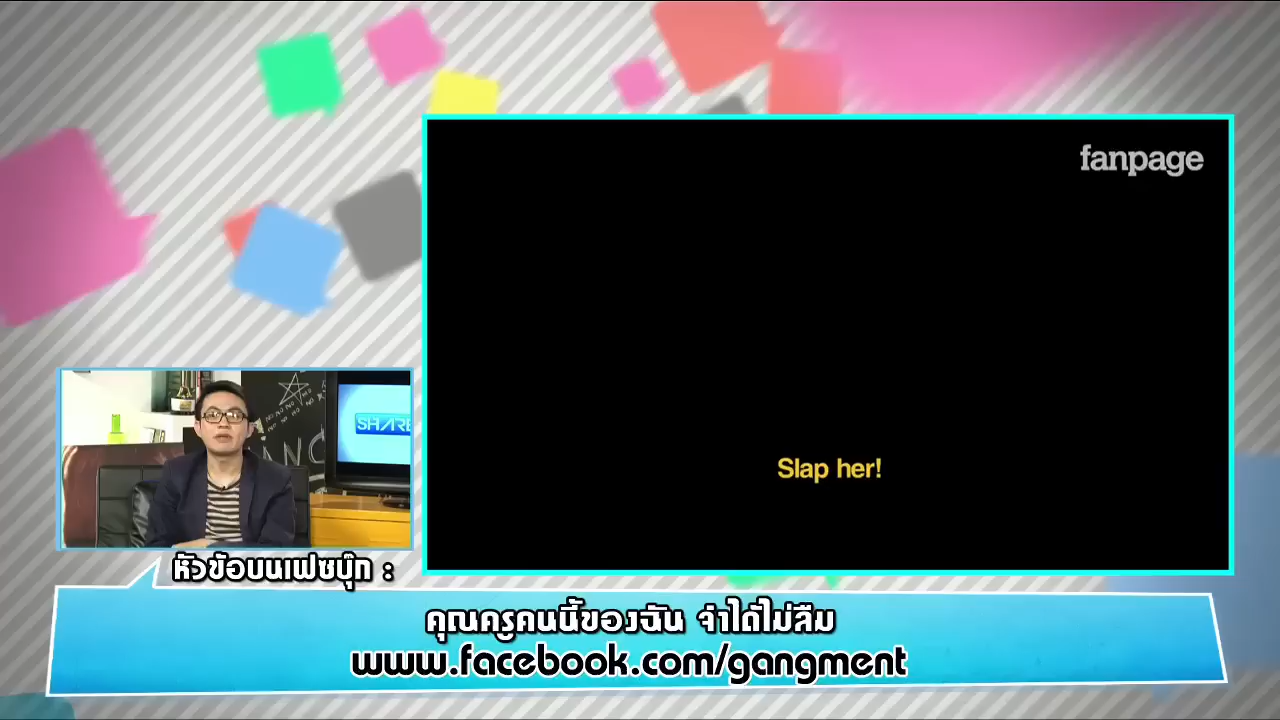 fanpage
Slap her!
SHARE
หัวข้อบนเฟซบุ๊ก :
คุณครูคนนี้ของฉัน จำได้ไม่ลืม
www.facebook.com/gangment